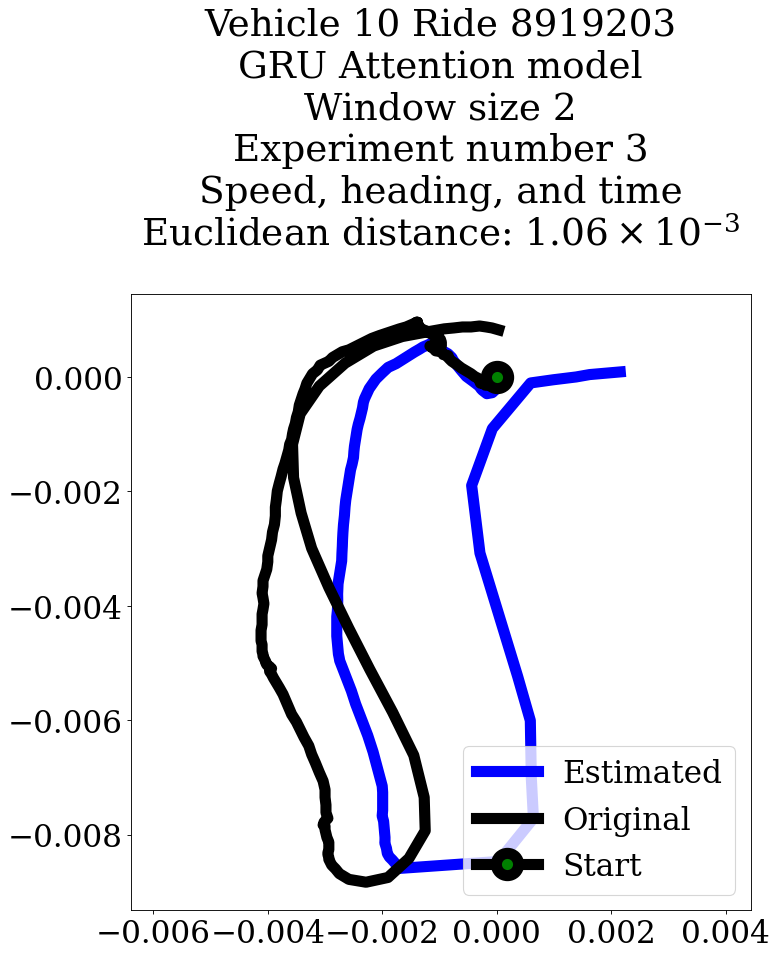 Vehicle 10 Ride 8919203
GRU Attention model
Window size 2
Experiment number 3
Speed, heading, and time
Euclidean distance: 1.06 × 10⁻³
0.000
−0.002
−0.004
−0.006
−0.008
Estimated
Original
Start
−0.006 −0.004 −0.002 0.000 0.002 0.004